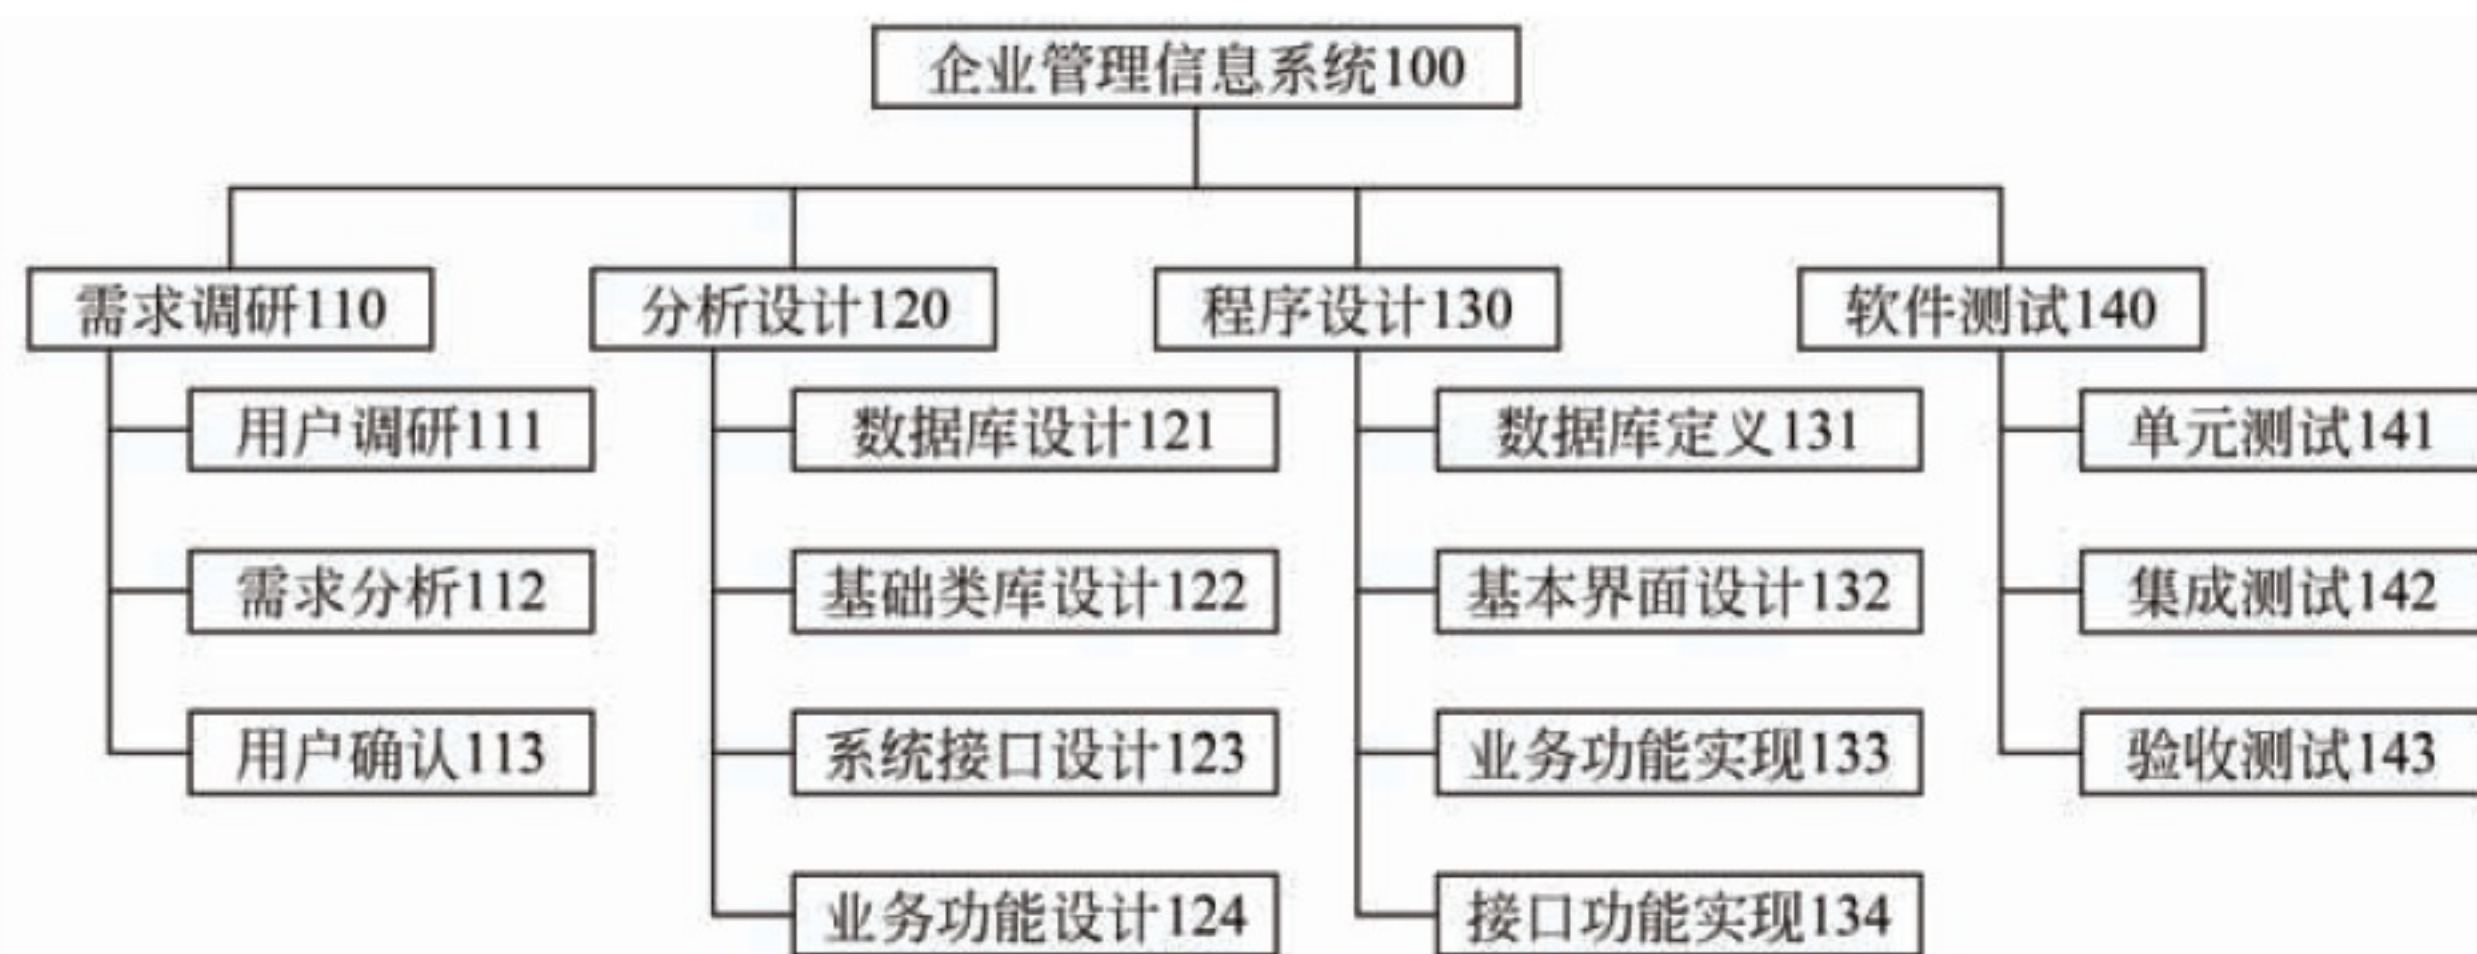 企业管理信息系统100
需求调研110
分析设计120
程序设计130
软件测试140
用户调研111
数据库设计121
数据库定义131
单元测试141
需求分析112
基础类库设计122
基本界面设计132
集成测试142
用户确认113
系统接口设计123
业务功能实现133
验收测试143
业务功能设计124
接口功能实现134